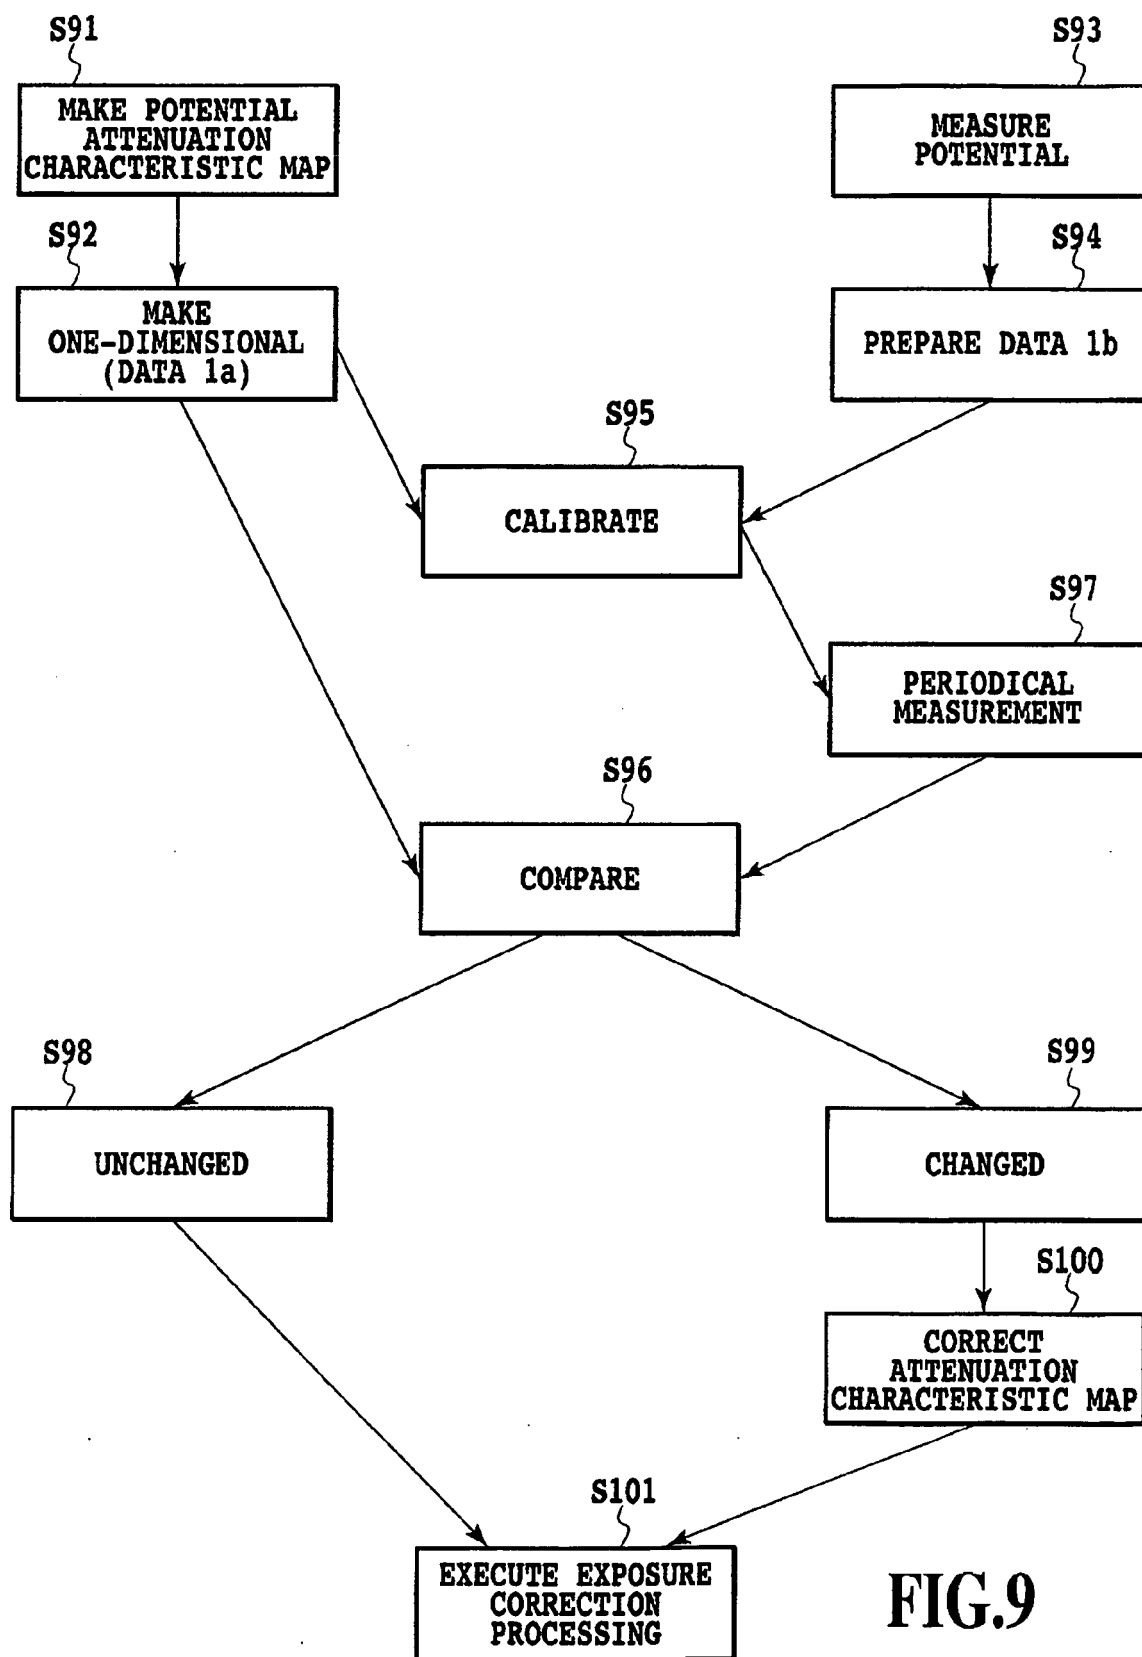 S91
MAKE POTENTIAL
ATTENUATION
CHARACTERISTIC MAP
S93
MEASURE
POTENTIAL
S92
MAKE
ONE-DIMENSIONAL
(DATA 1a)
S94
PREPARE DATA 1b
S95
CALIBRATE
S97
PERIODICAL
MEASUREMENT
S96
COMPARE
S98
UNCHANGED
S99
CHANGED
S100
CORRECT
ATTENUATION
CHARACTERISTIC MAP
S101
EXECUTE EXPOSURE
CORRECTION
PROCESSING
FIG.9